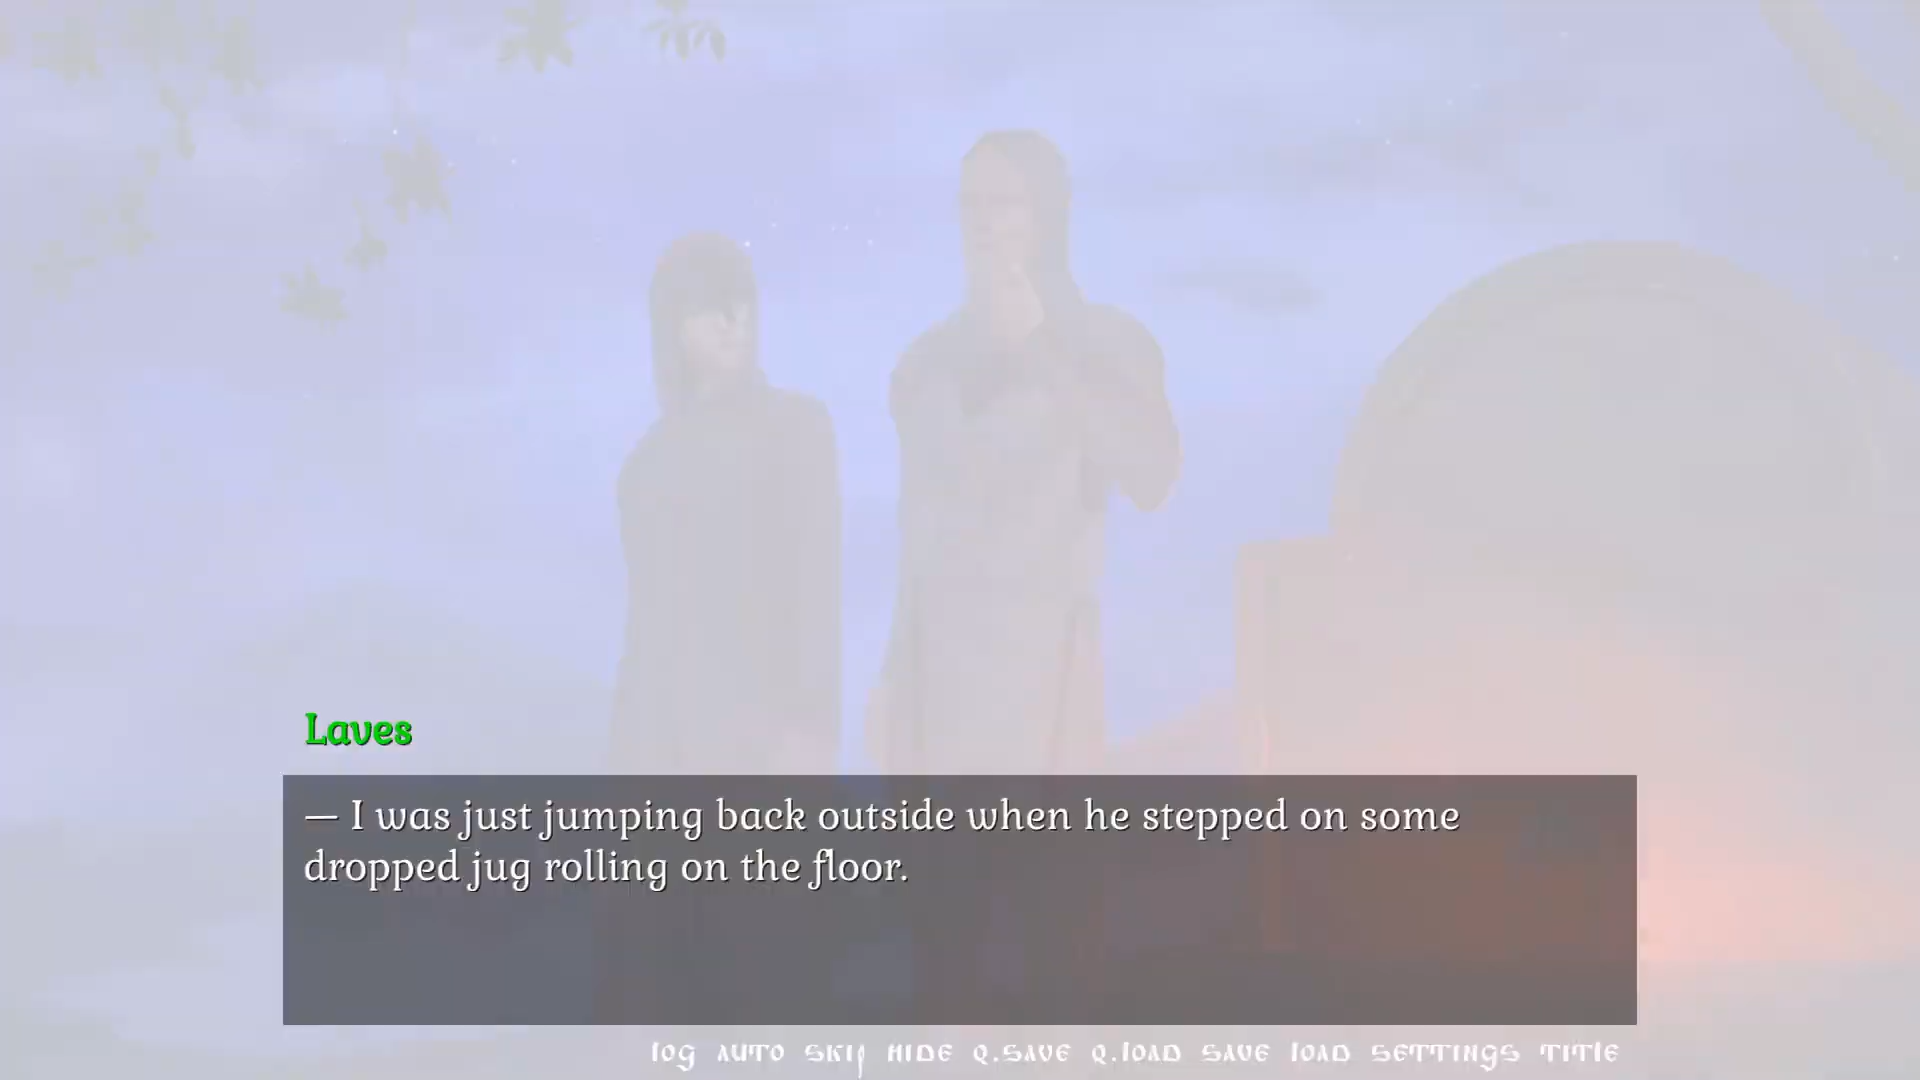 Laves
— I was just jumping back outside when he stepped on some
dropped jug rolling on the floor.
LOG AUTO SKIP HIDE Q.SAVE Q.LOAD SAVE LOAD SETTINGS TITLE